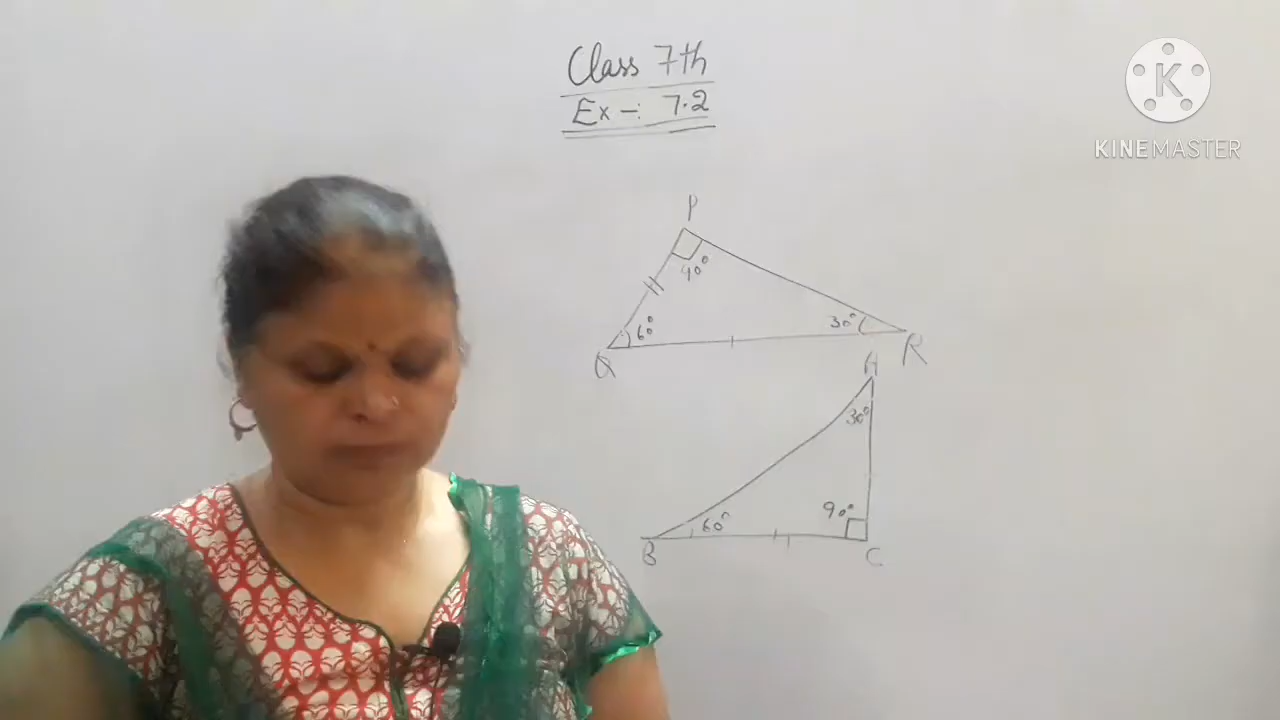 Class 7th
Ex -: 7.2
K
KINEMASTER
P
90°
60°
30°
Q
R
A
30°
90°
60°
B
C